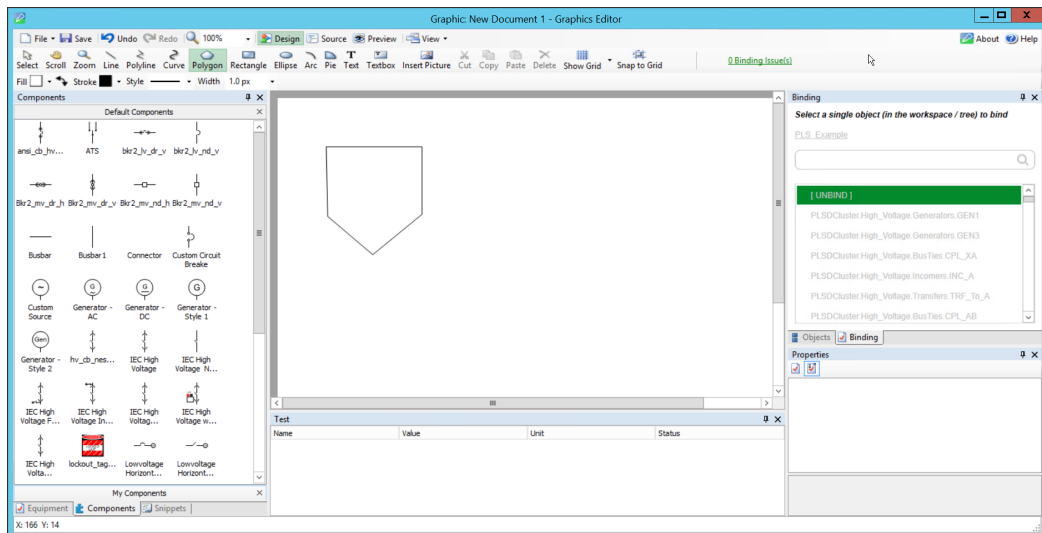 Graphic: New Document 1 - Graphics Editor
File Save Undo Redo 100% Design Source Preview View About Help
Select Scroll Zoom Line Polyline Curve Polygon Rectangle Ellipse Arc Pie Text Textbox Insert Picture Cut Copy Paste Delete Show Grid Snap to Grid 0 Binding Issue(s)
Fill Stroke Style Width 1.0 px
Components
Default Components
ansi_cb_hv... ATS bkr2_lv_dr_v bkr2_lv_nd_v
Bkr2_mv_dr_h Bkr2_mv_dr_v Bkr2_mv_nd_h Bkr2_mv_nd_v
Busbar Busbar1 Connector Custom Circuit
Breake
G G G
Custom Generator - Generator - Generator -
Source AC DC Style 1
Gen
Generator - hv_cb_nes... IEC High IEC High
Style 2 Voltage Voltage N...
IEC High IEC High IEC High IEC High
Voltage F... Voltage In... Voltag... Voltage w...
IEC High lockout_tag... Lowvoltage Lowvoltage
Volta... Horizont... Horizont...
My Components
Equipment Components Snippets
X: 166 Y: 14
Test
Name Value Unit Status
Binding
Select a single object (in the workspace / tree) to bind
PLS_Example
[ UNBIND ]
PLSDCluster.High_Voltage.Generators.GEN1
PLSDCluster.High_Voltage.Generators.GEN3
PLSDCluster.High_Voltage.BusTies.CPL_XA
PLSDCluster.High_Voltage.Incomers.INC_A
PLSDCluster.High_Voltage.Transfers.TRF_To_A
PLSDCluster.High_Voltage.BusTies.CPL_AB
Objects Binding
Properties